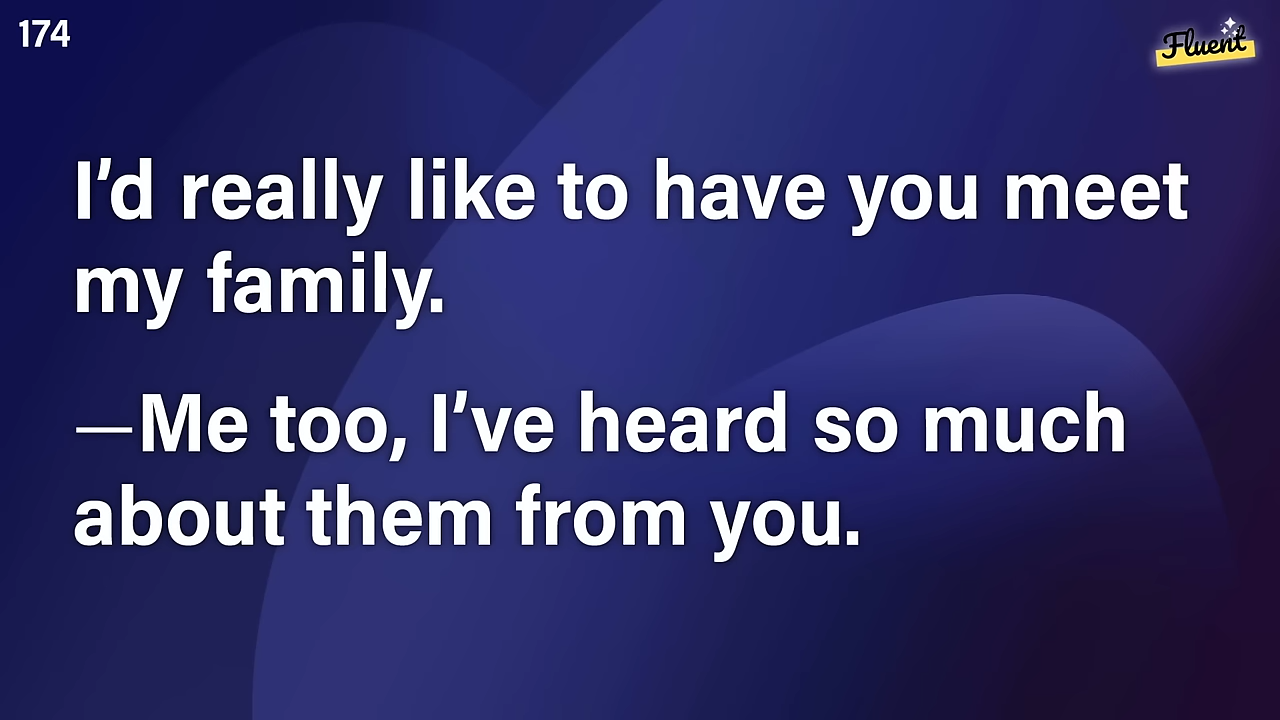 174
Fluent
I’d really like to have you meet
my family.
—Me too, I’ve heard so much
about them from you.